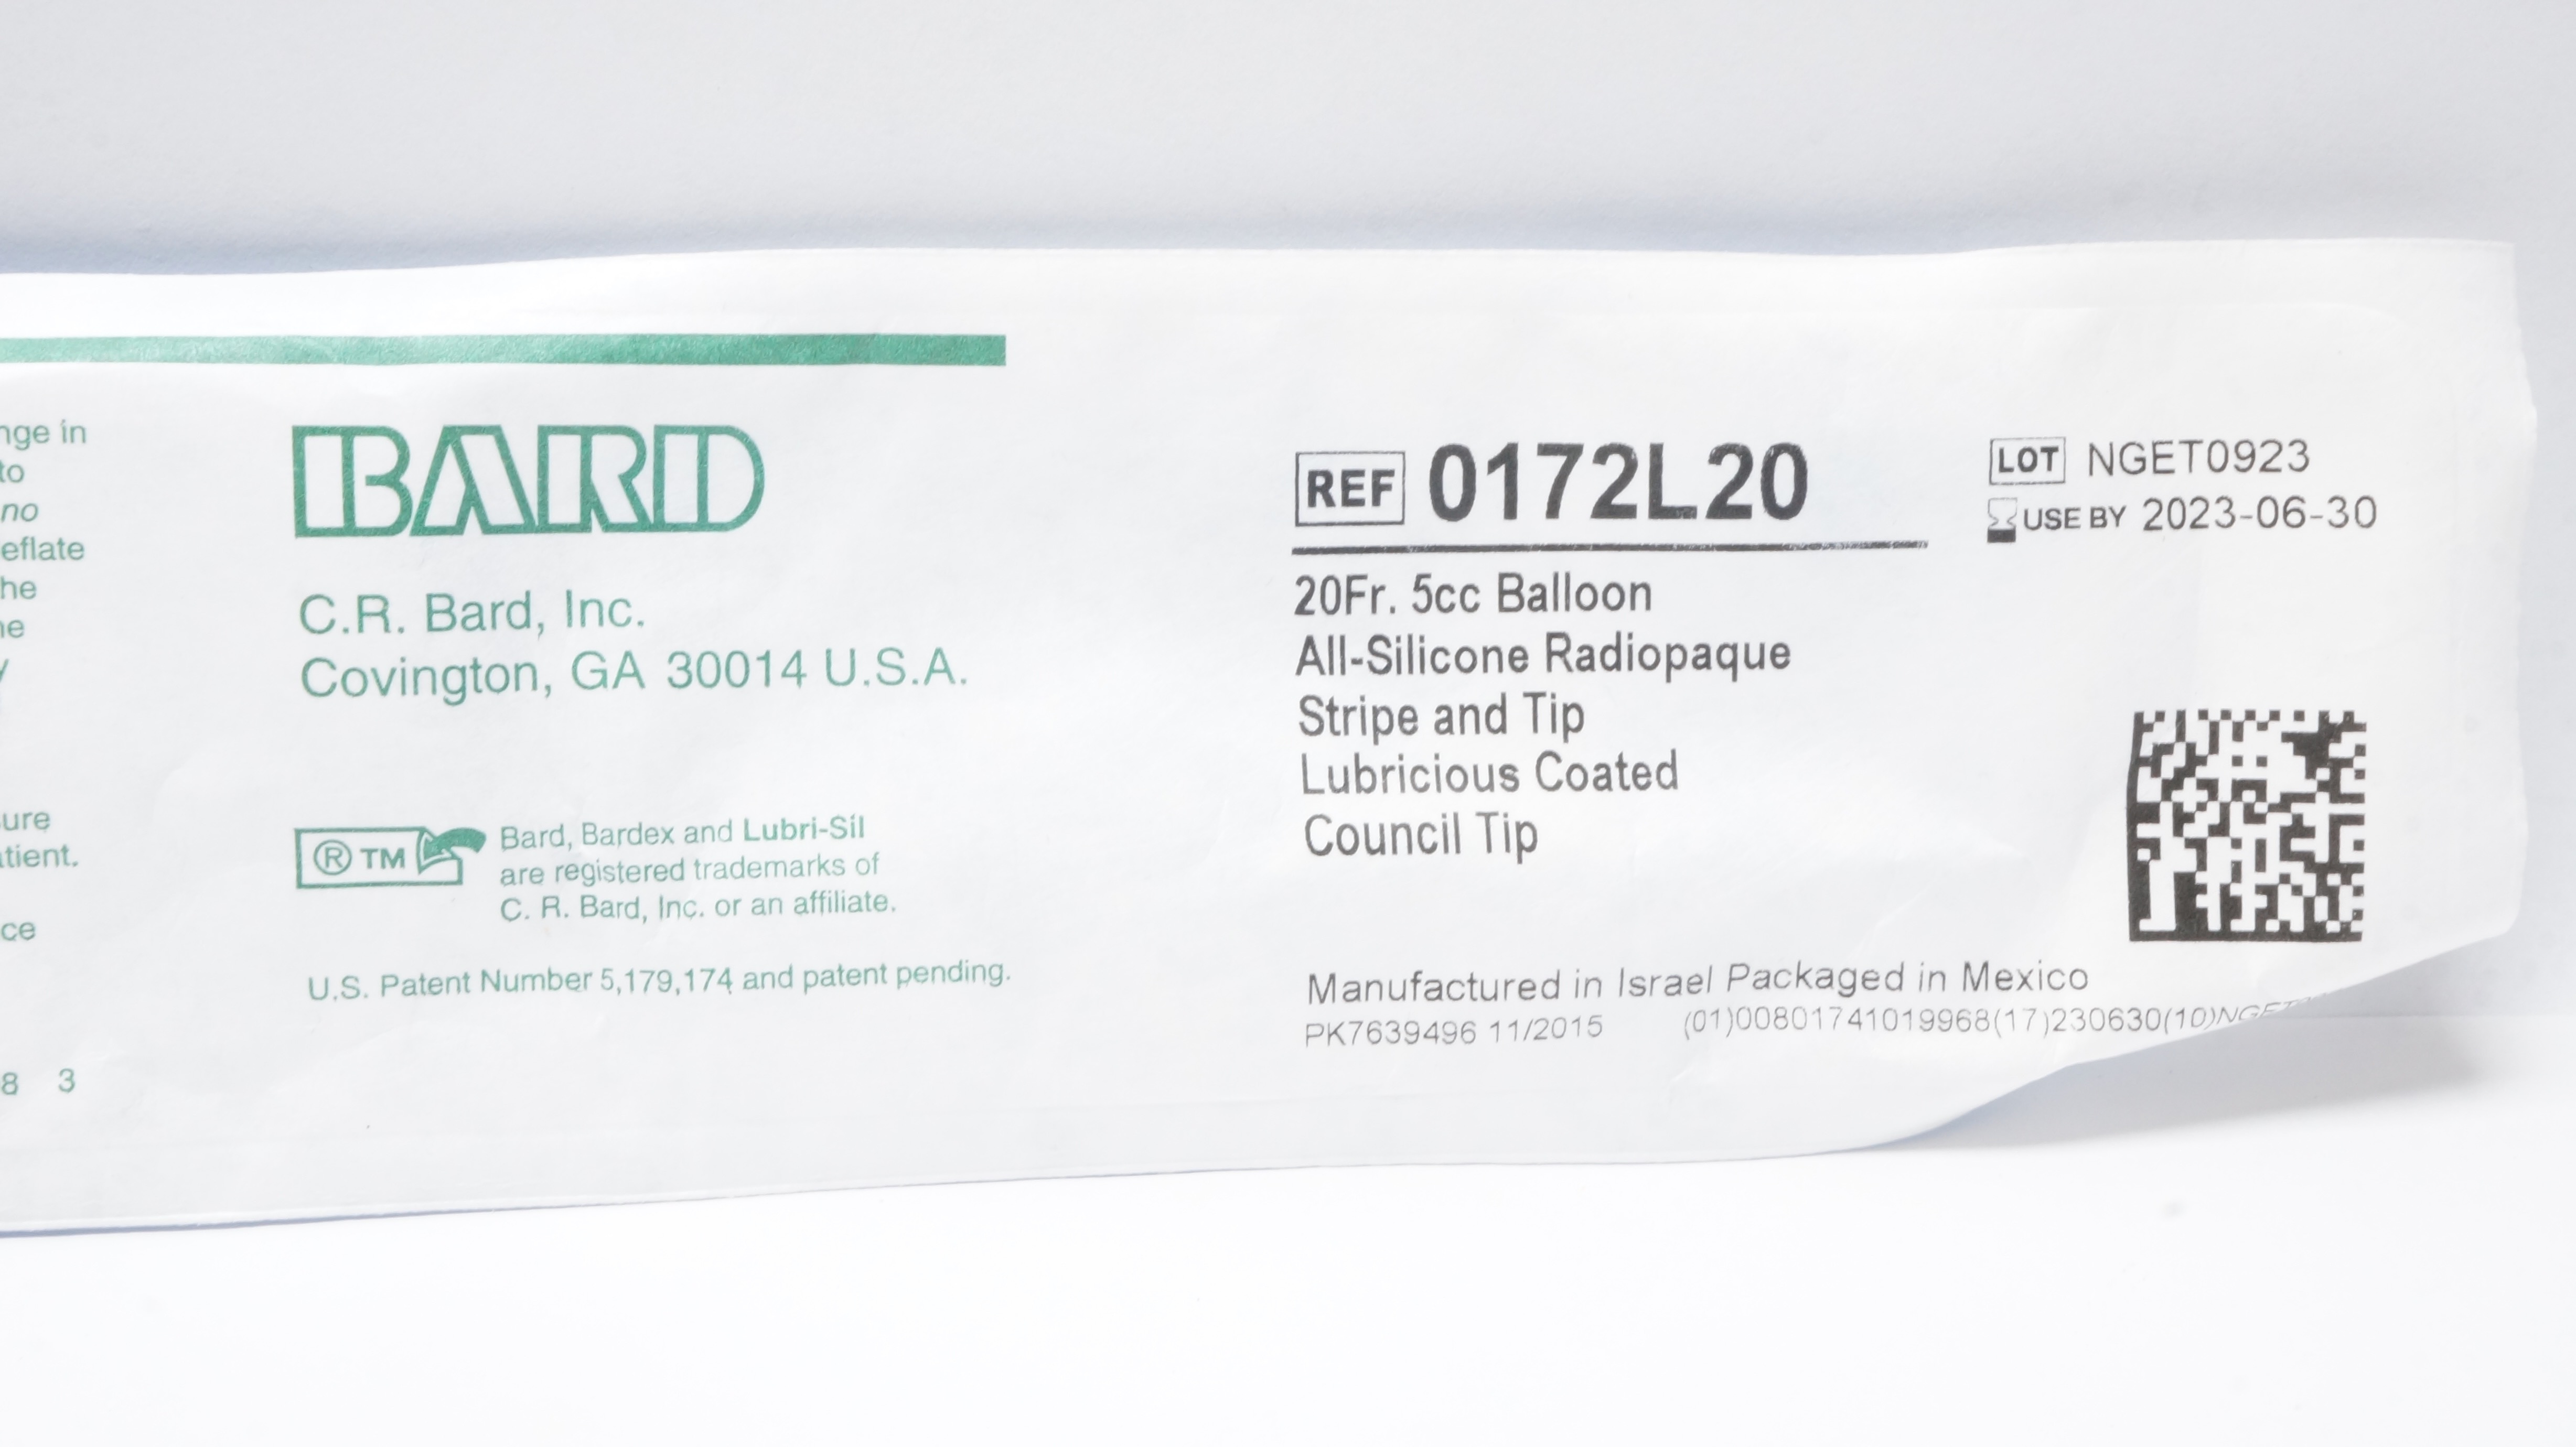 nge in
to
no
eflate
he
ne
y
ure
tient.
ce
8 3
BARD
C.R. Bard, Inc.
Covington, GA 30014 U.S.A.
® TM
Bard, Bardex and Lubri-Sil
are registered trademarks of
C. R. Bard, Inc. or an affiliate.
U.S. Patent Number 5,179,174 and patent pending.
REF 0172L20
20Fr. 5cc Balloon
All-Silicone Radiopaque
Stripe and Tip
Lubricious Coated
Council Tip
LOT NGET0923
USE BY 2023-06-30
Manufactured in Israel Packaged in Mexico
PK7639496 11/2015 (01)00801741019968(17)230630(10)NGET